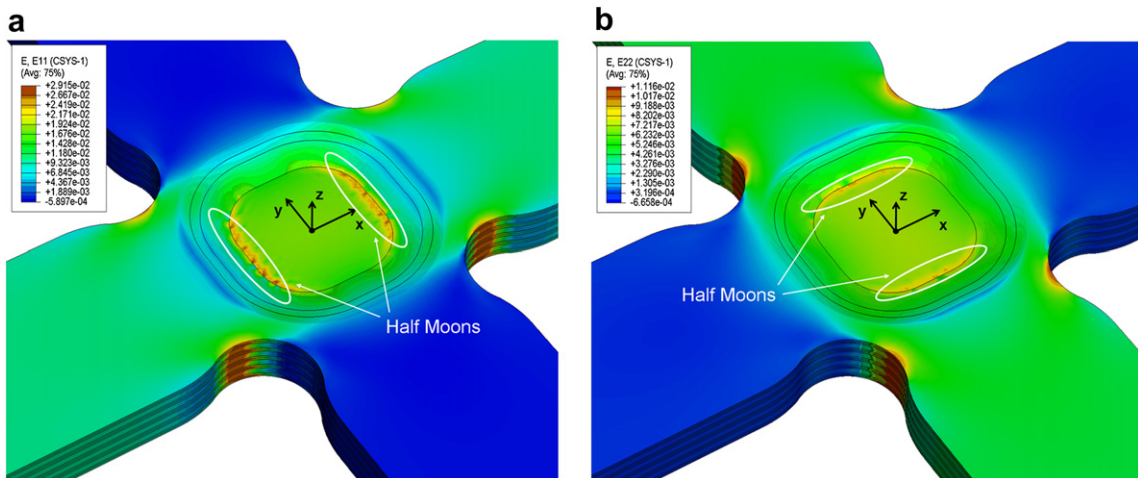 a
E, E11 (CSYS-1)
(Avg: 75%)
+2.915e-02
+2.667e-02
+2.419e-02
+2.171e-02
+1.924e-02
+1.676e-02
+1.428e-02
+1.180e-02
+9.323e-03
+6.845e-03
+4.367e-03
+1.889e-03
-5.897e-04
z
y
x
Half Moons
b
E, E22 (CSYS-1)
(Avg: 75%)
+1.116e-02
+1.017e-02
+9.188e-03
+8.202e-03
+7.217e-03
+6.232e-03
+5.246e-03
+4.261e-03
+3.276e-03
+2.290e-03
+1.305e-03
+3.196e-04
-6.658e-04
z
y
x
Half Moons